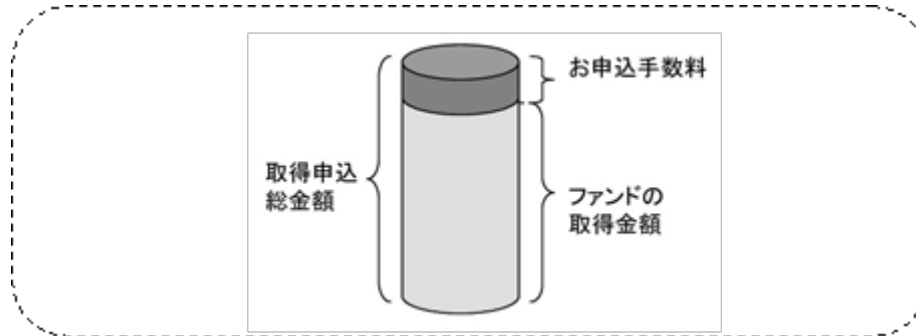 お申込手数料
取得申込
総金額
ファンドの
取得金額